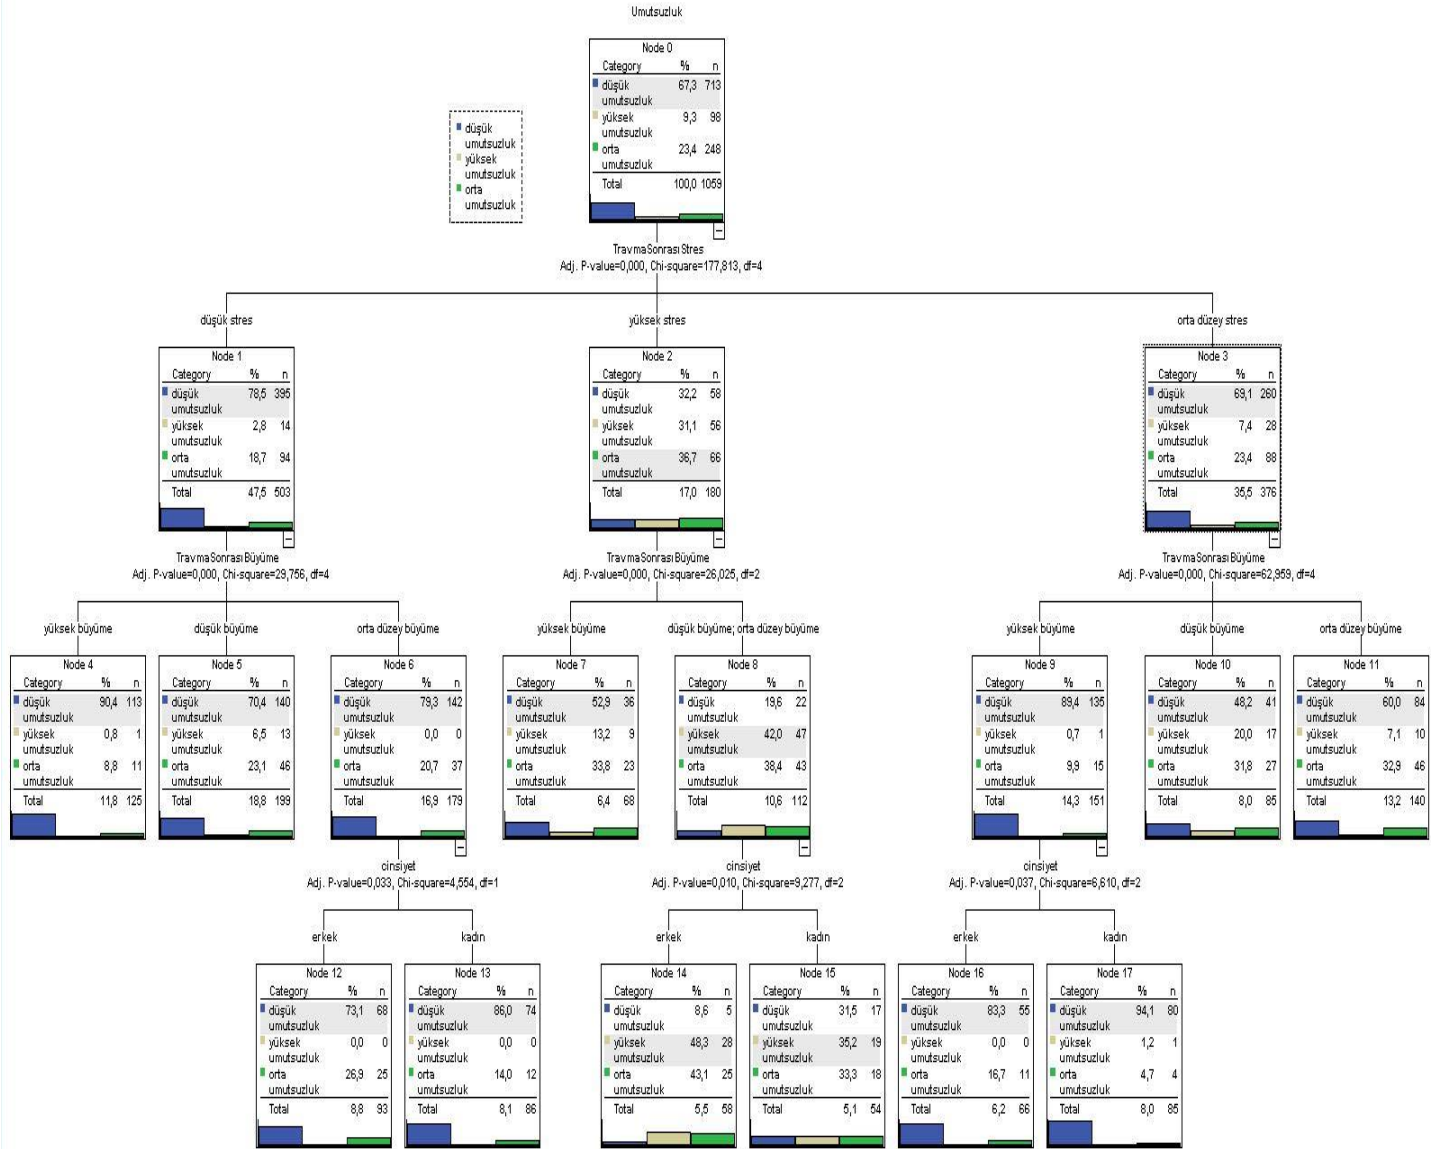 Umutsuzluk
Node 0
Category % n
düşük 67,3 713
umutsuzluk
yüksek 9,3 98
umutsuzluk
orta 23,4 248
umutsuzluk
Total 100,0 1059
düşük
umutsuzluk
yüksek
umutsuzluk
orta
umutsuzluk
TravmaSonrasıStres
Adj. P-value=0,000, Chi-square=177,813, df=4
düşük stres
yüksek stres
orta düzey stres
Node 1
Category % n
düşük 78,5 395
umutsuzluk
yüksek 2,8 14
umutsuzluk
orta 18,7 94
umutsuzluk
Total 47,5 503
Node 2
Category % n
düşük 32,2 58
umutsuzluk
yüksek 31,1 56
umutsuzluk
orta 36,7 66
umutsuzluk
Total 17,0 180
Node 3
Category % n
düşük 69,1 260
umutsuzluk
yüksek 7,4 28
umutsuzluk
orta 23,4 88
umutsuzluk
Total 35,5 376
TravmaSonrasıBüyüme
Adj. P-value=0,000, Chi-square=29,756, df=4
TravmaSonrasıBüyüme
Adj. P-value=0,000, Chi-square=26,025, df=2
TravmaSonrasıBüyüme
Adj. P-value=0,000, Chi-square=62,959, df=4
yüksek büyüme
düşük büyüme
orta düzey büyüme
yüksek büyüme
düşük büyüme; orta düzey büyüme
yüksek büyüme
düşük büyüme
orta düzey büyüme
Node 4
Category % n
düşük 90,4 113
umutsuzluk
yüksek 0,8 1
umutsuzluk
orta 8,8 11
umutsuzluk
Total 11,8 125
Node 5
Category % n
düşük 70,4 140
umutsuzluk
yüksek 6,5 13
umutsuzluk
orta 23,1 46
umutsuzluk
Total 18,8 199
Node 6
Category % n
düşük 79,3 142
umutsuzluk
yüksek 0,0 0
umutsuzluk
orta 20,7 37
umutsuzluk
Total 16,9 179
Node 7
Category % n
düşük 52,9 36
umutsuzluk
yüksek 13,2 9
umutsuzluk
orta 33,8 23
umutsuzluk
Total 6,4 68
Node 8
Category % n
düşük 19,6 22
umutsuzluk
yüksek 42,0 47
umutsuzluk
orta 38,4 43
umutsuzluk
Total 10,6 112
Node 9
Category % n
düşük 89,4 135
umutsuzluk
yüksek 0,7 1
umutsuzluk
orta 9,9 15
umutsuzluk
Total 14,3 151
Node 10
Category % n
düşük 48,2 41
umutsuzluk
yüksek 20,0 17
umutsuzluk
orta 31,8 27
umutsuzluk
Total 8,0 85
Node 11
Category % n
düşük 60,0 84
umutsuzluk
yüksek 7,1 10
umutsuzluk
orta 32,9 46
umutsuzluk
Total 13,2 140
cinsiyet
Adj. P-value=0,033, Chi-square=4,554, df=1
cinsiyet
Adj. P-value=0,010, Chi-square=9,277, df=2
cinsiyet
Adj. P-value=0,037, Chi-square=6,610, df=2
erkek
kadın
erkek
kadın
erkek
kadın
Node 12
Category % n
düşük 73,1 68
umutsuzluk
yüksek 0,0 0
umutsuzluk
orta 26,9 25
umutsuzluk
Total 8,8 93
Node 13
Category % n
düşük 86,0 74
umutsuzluk
yüksek 0,0 0
umutsuzluk
orta 14,0 12
umutsuzluk
Total 8,1 86
Node 14
Category % n
düşük 8,6 5
umutsuzluk
yüksek 48,3 28
umutsuzluk
orta 43,1 25
umutsuzluk
Total 5,5 58
Node 15
Category % n
düşük 31,5 17
umutsuzluk
yüksek 35,2 19
umutsuzluk
orta 33,3 18
umutsuzluk
Total 5,1 54
Node 16
Category % n
düşük 83,3 55
umutsuzluk
yüksek 0,0 0
umutsuzluk
orta 16,7 11
umutsuzluk
Total 6,2 66
Node 17
Category % n
düşük 94,1 80
umutsuzluk
yüksek 1,2 1
umutsuzluk
orta 4,7 4
umutsuzluk
Total 8,0 85